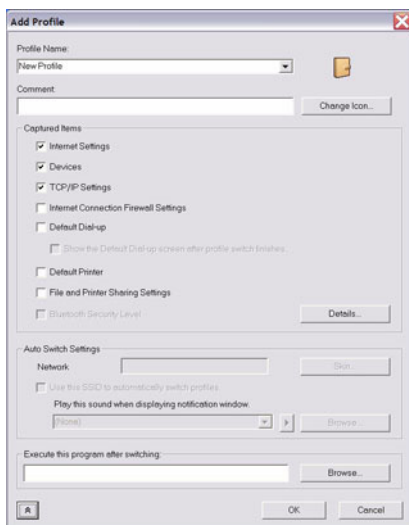 Add Profile
Profile Name:
New Profile
Comment
Change Icon...
Captured Items
Internet Settings
Devices
TCP/IP Settings
Internet Connection Firewall Settings
Default Dial-up
Show the Default Dial-up screen after profile switch finishes.
Default Printer
File and Printer Sharing Settings
Bluetooth Security Level
Details...
Auto Switch Settings
Network
Use this SSID to automatically switch profiles
Play this sound when displaying notification window:
(None)
Browse...
Execute this program after switching:
Browse...
OK
Cancel